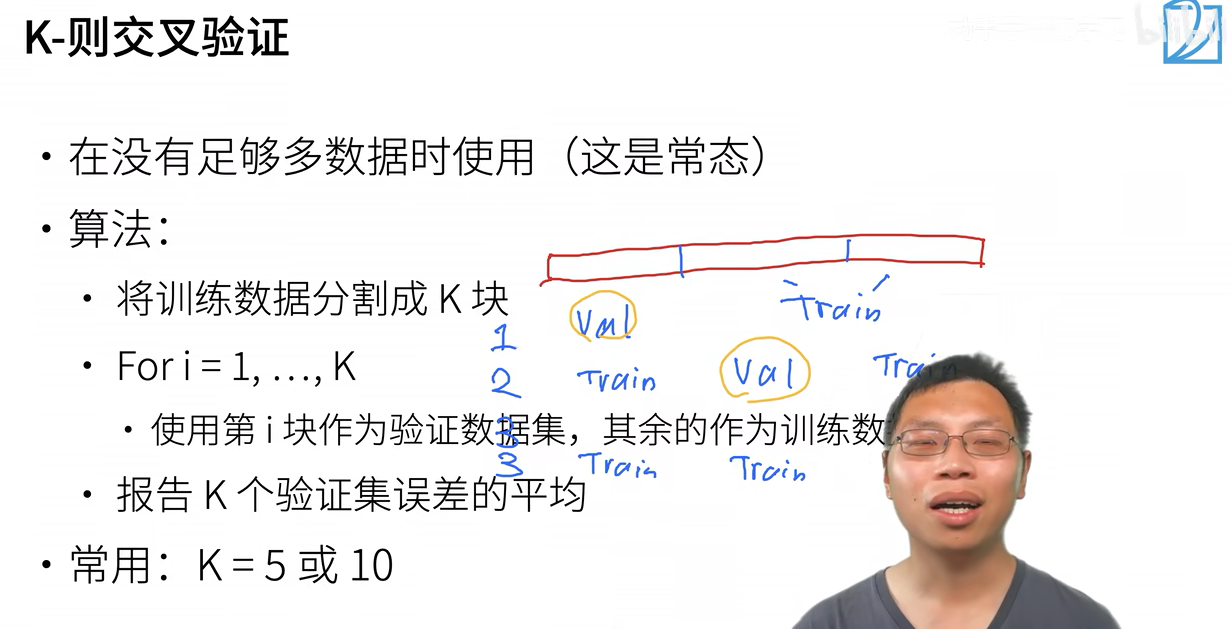 K-则交叉验证
• 在没有足够多数据时使用（这是常态）
• 算法：
• 将训练数据分割成 K 块
Val Train
1
• For i = 1, …, K
2 Train Val Train
• 使用第 i 块作为验证数据集，其余的作为训练数
3
3 Train Train
• 报告 K 个验证集误差的平均
• 常用：K = 5 或 10